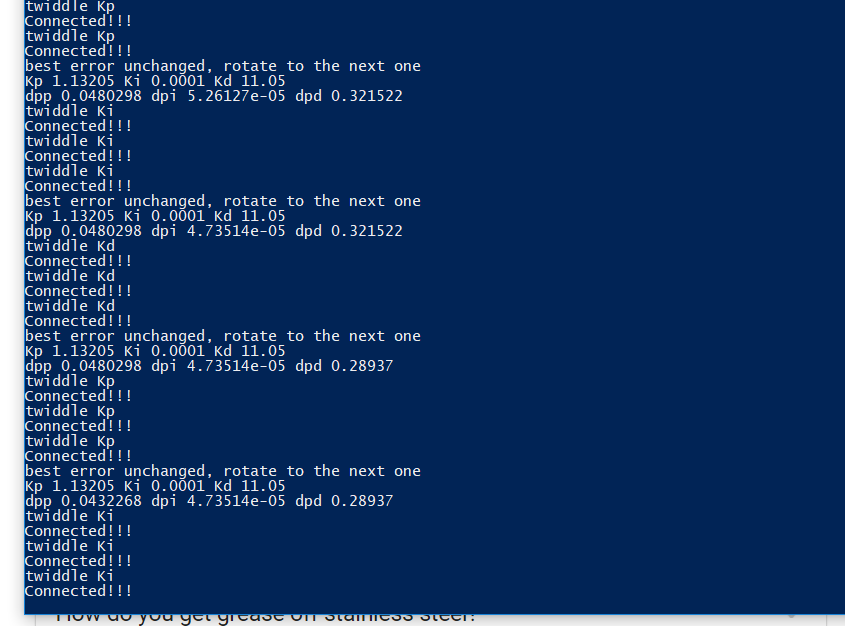 twiddle Kp
Connected!!!
twiddle Kp
Connected!!!
best error unchanged, rotate to the next one
Kp 1.13205 Ki 0.0001 Kd 11.05
dpp 0.0480298 dpi 5.26127e-05 dpd 0.321522
twiddle Ki
Connected!!!
twiddle Ki
Connected!!!
twiddle Ki
Connected!!!
best error unchanged, rotate to the next one
Kp 1.13205 Ki 0.0001 Kd 11.05
dpp 0.0480298 dpi 4.73514e-05 dpd 0.321522
twiddle Kd
Connected!!!
twiddle Kd
Connected!!!
twiddle Kd
Connected!!!
best error unchanged, rotate to the next one
Kp 1.13205 Ki 0.0001 Kd 11.05
dpp 0.0480298 dpi 4.73514e-05 dpd 0.28937
twiddle Kp
Connected!!!
twiddle Kp
Connected!!!
twiddle Kp
Connected!!!
best error unchanged, rotate to the next one
Kp 1.13205 Ki 0.0001 Kd 11.05
dpp 0.0432268 dpi 4.73514e-05 dpd 0.28937
twiddle Ki
Connected!!!
twiddle Ki
Connected!!!
twiddle Ki
Connected!!!
How do you get grease off stainless steel?